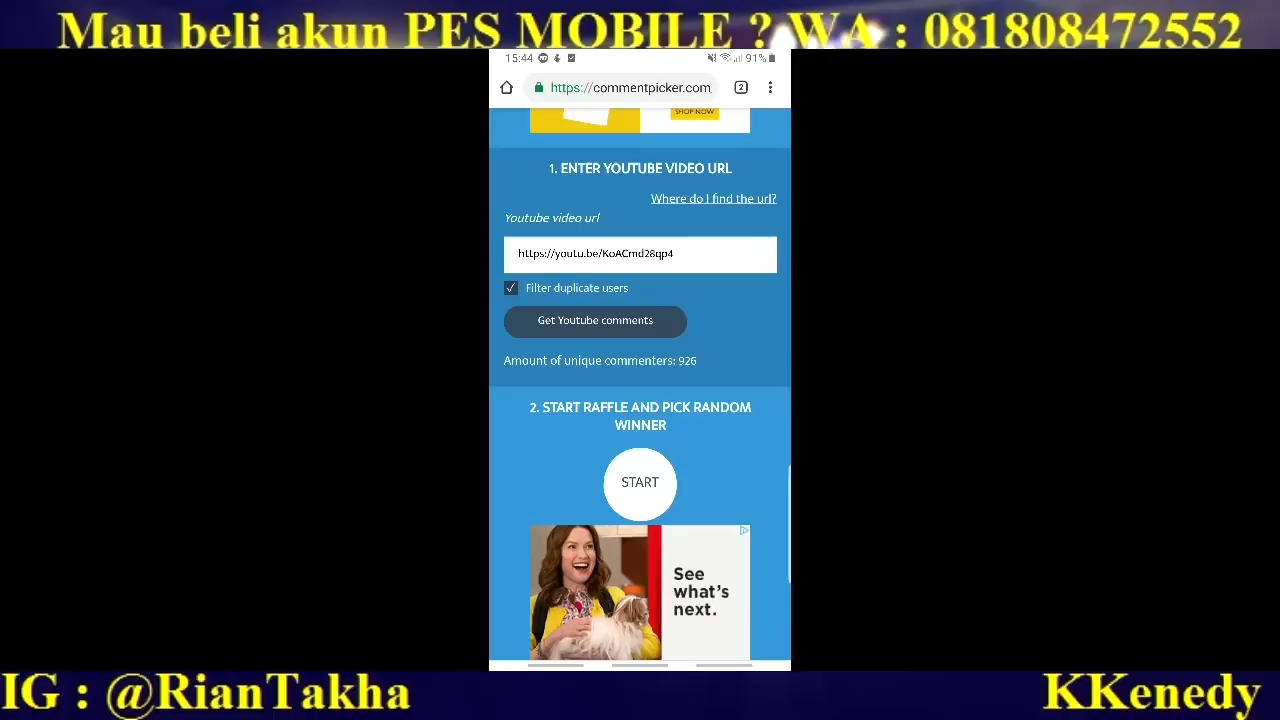 Mau beli akun PES MOBILE ? WA : 081808472552
15:44 91%
https://commentpicker.com 2
SHOP NOW
1. ENTER YOUTUBE VIDEO URL
Where do I find the url?
Youtube video url
https://youtu.be/KoACmd28qp4
Filter duplicate users
Get Youtube comments
Amount of unique commenters: 926
2. START RAFFLE AND PICK RANDOM
WINNER
START
See
what's
next.
IG : @RianTakha KKenedy